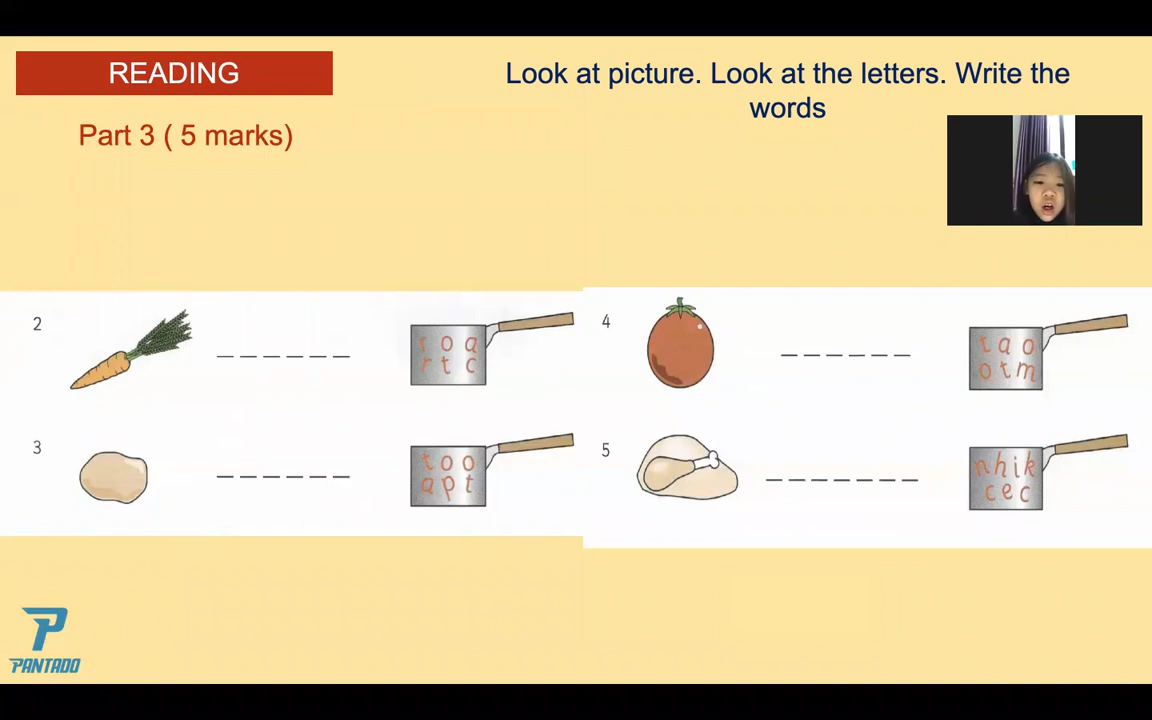 READING
Part 3 ( 5 marks)
Look at picture. Look at the letters. Write the
words
2
r o a
r t c
3
t o o
a p t
4
t a o
o t m
5
n h i k
c e c
P
PANTADO